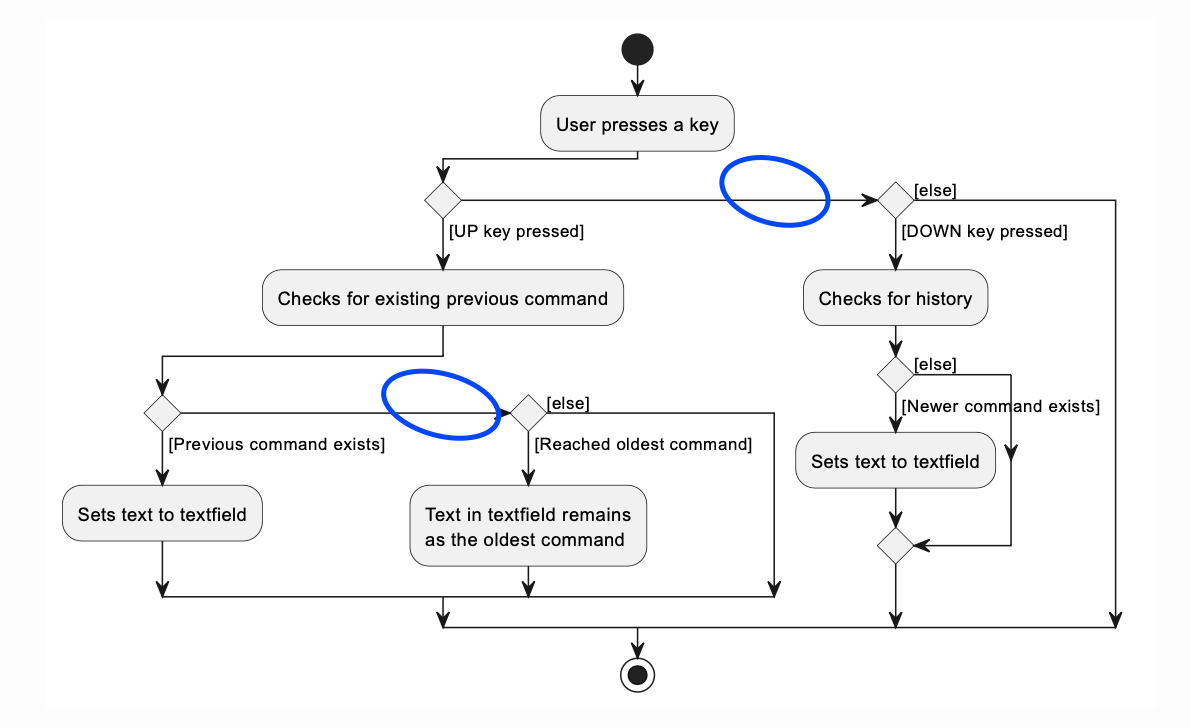 User presses a key
[else]
[UP key pressed]
[DOWN key pressed]
Checks for existing previous command
Checks for history
[else]
[else]
[Newer command exists]
[Previous command exists]
[Reached oldest command]
Sets text to textfield
Sets text to textfield
Text in textfield remains
as the oldest command